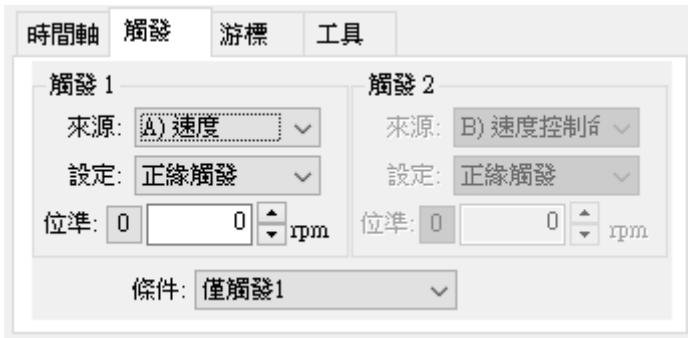 時間軸 觸發 游標 工具
觸發 1 觸發 2
來源: A) 速度 來源: B) 速度控制命
設定: 正緣觸發 設定: 正緣觸發
位準: 0 0 rpm 位準: 0 0 rpm
條件: 僅觸發1